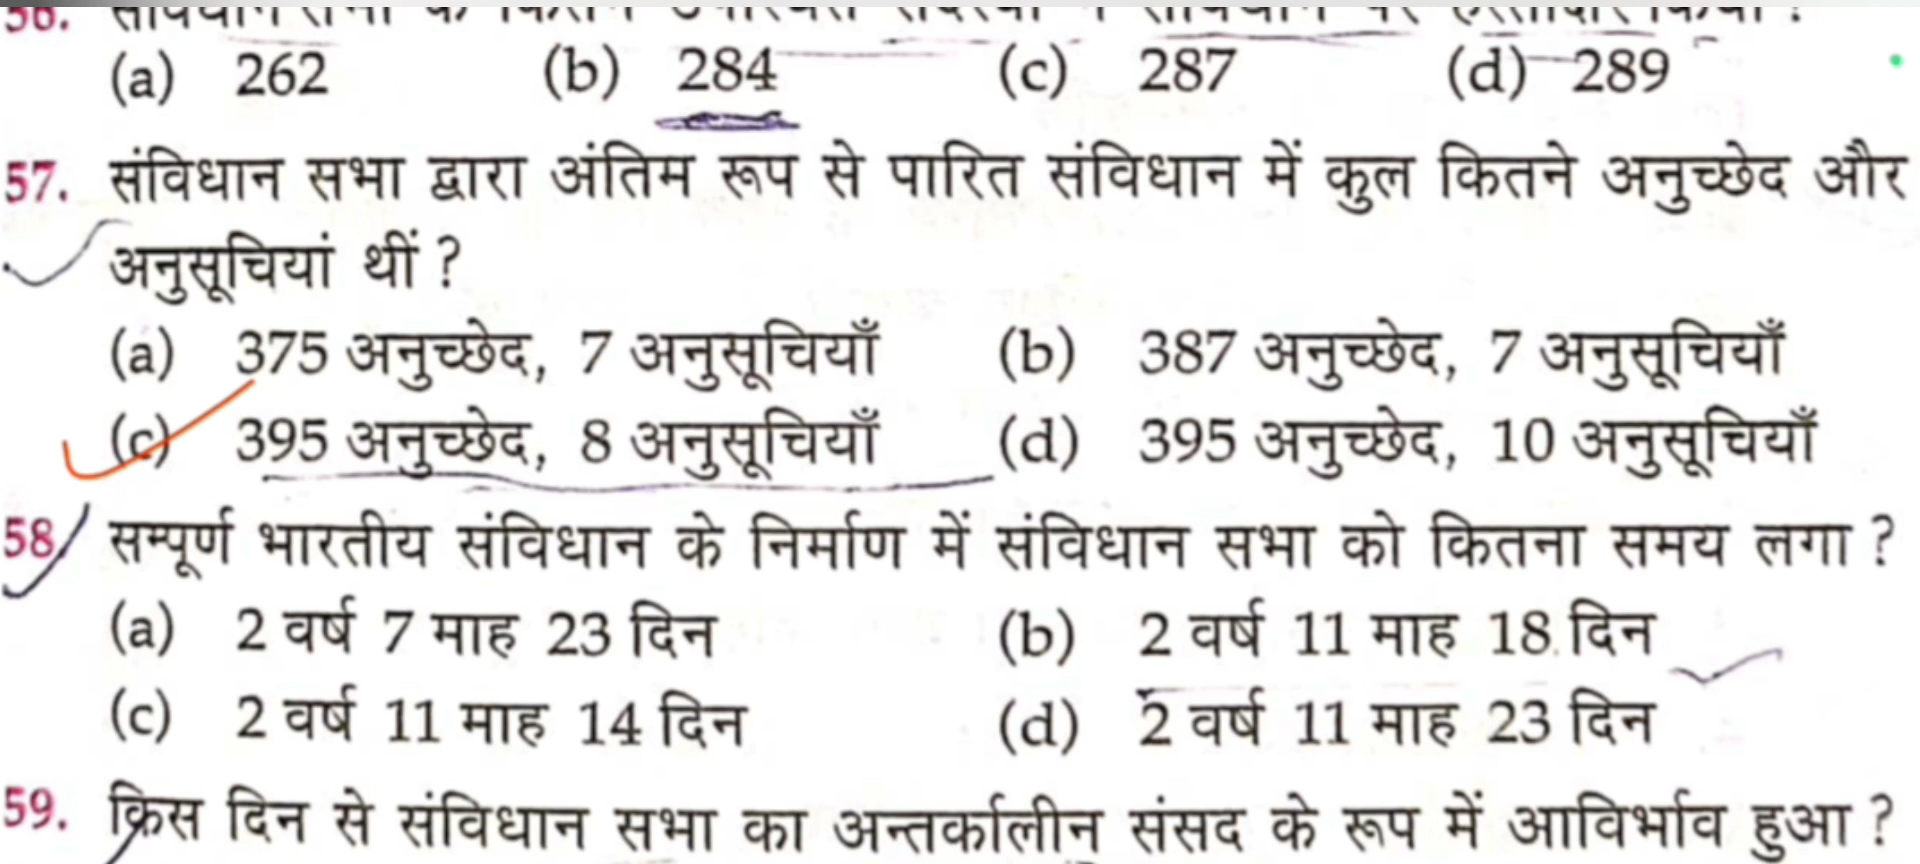 (a) 262 (b) 284 (c) 287 (d) 289
57. संविधान सभा द्वारा अंतिम रूप से पारित संविधान में कुल कितने अनुच्छेद और
अनुसूचियां थीं ?
(a) 375 अनुच्छेद, 7 अनुसूचियाँ (b) 387 अनुच्छेद, 7 अनुसूचियाँ
(c) 395 अनुच्छेद, 8 अनुसूचियाँ (d) 395 अनुच्छेद, 10 अनुसूचियाँ
58. सम्पूर्ण भारतीय संविधान के निर्माण में संविधान सभा को कितना समय लगा ?
(a) 2 वर्ष 7 माह 23 दिन (b) 2 वर्ष 11 माह 18 दिन
(c) 2 वर्ष 11 माह 14 दिन (d) 2 वर्ष 11 माह 23 दिन
59. किस दिन से संविधान सभा का अन्तर्कालीन संसद के रूप में आविर्भाव हुआ ?